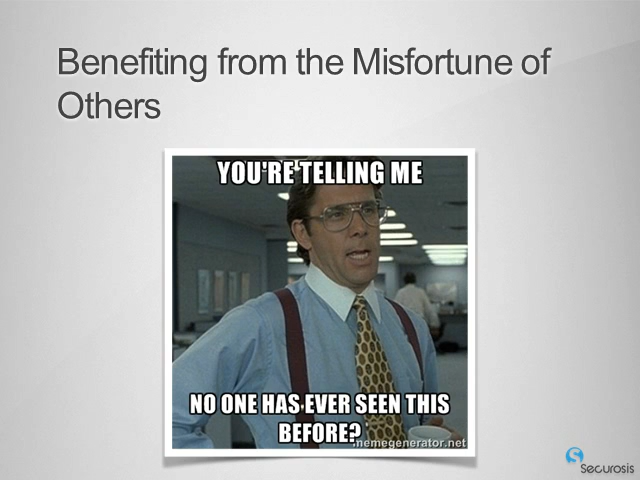 Benefiting from the Misfortune of
Others
YOU'RE TELLING ME
NO ONE HAS EVER SEEN THIS
BEFORE?
memegenerator.net
Securosis